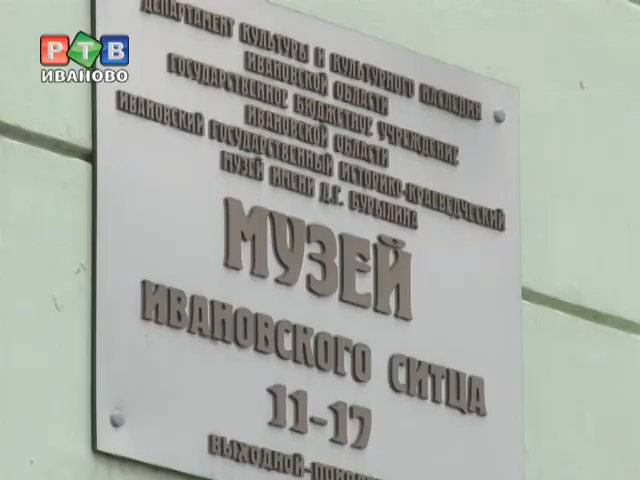 РТВ
ИВАНОВО
ДЕПАРТАМЕНТ КУЛЬТУРЫ И КУЛЬТУРНОГО НАСЛЕДИЯ
ИВАНОВСКОЙ ОБЛАСТИ
ГОСУДАРСТВЕННОЕ БЮДЖЕТНОЕ УЧРЕЖДЕНИЕ
ИВАНОВСКОЙ ОБЛАСТИ
ИВАНОВСКИЙ ГОСУДАРСТВЕННЫЙ ИСТОРИКО-КРАЕВЕДЧЕСКИЙ
МУЗЕЙ ИМЕНИ Д.Г. БУРЫЛИНА
МУЗЕЙ
ИВАНОВСКОГО СИТЦА
11-17
ВЫХОДНОЙ-